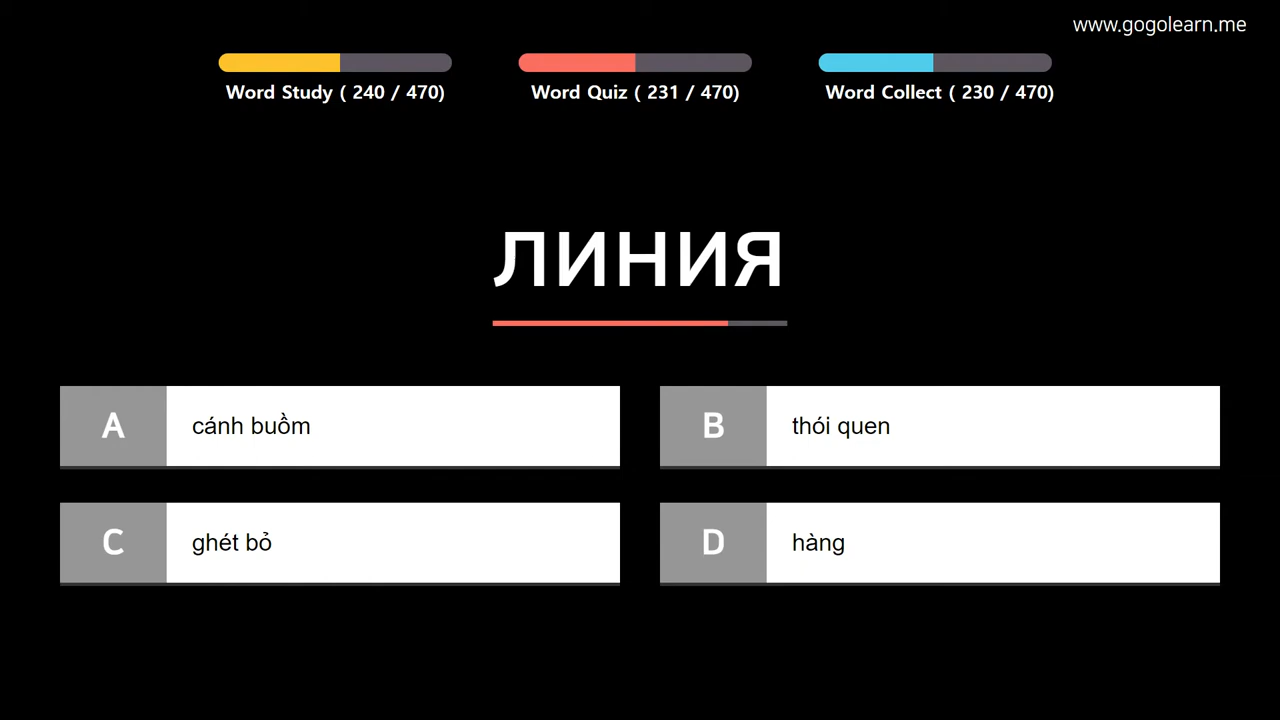 www.gogolearn.me
Word Study ( 240 / 470)
Word Quiz ( 231 / 470)
Word Collect ( 230 / 470)
ЛИНИЯ
A cánh buồm
B thói quen
C ghét bỏ
D hàng